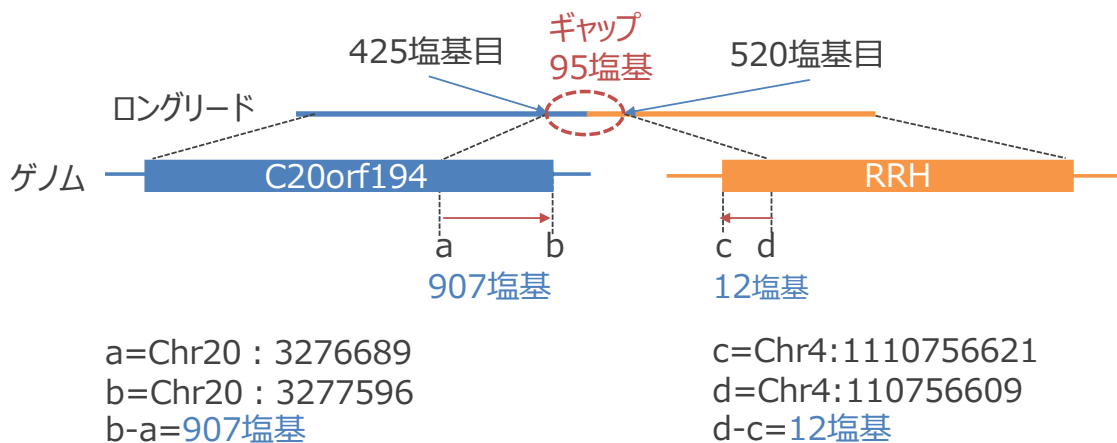 ギャップ
95塩基
425塩基目
520塩基目
ロングリード
ゲノム
C20orf194
RRH
a
b
c
d
907塩基
12塩基
a=Chr20：3276689
b=Chr20：3277596
b-a=907塩基
c=Chr4:1110756621
d=Chr4:110756609
d-c=12塩基